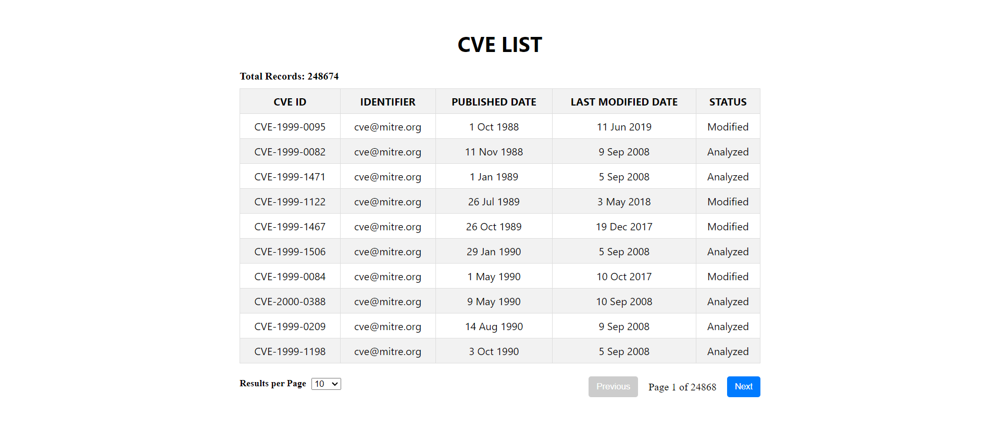 CVE LIST
Total Records: 248674
CVE ID IDENTIFIER PUBLISHED DATE LAST MODIFIED DATE STATUS
CVE-1999-0095 cve@mitre.org 1 Oct 1988 11 Jun 2019 Modified
CVE-1999-0082 cve@mitre.org 11 Nov 1988 9 Sep 2008 Analyzed
CVE-1999-1471 cve@mitre.org 1 Jan 1989 5 Sep 2008 Analyzed
CVE-1999-1122 cve@mitre.org 26 Jul 1989 3 May 2018 Modified
CVE-1999-1467 cve@mitre.org 26 Oct 1989 19 Dec 2017 Modified
CVE-1999-1506 cve@mitre.org 29 Jan 1990 5 Sep 2008 Analyzed
CVE-1999-0084 cve@mitre.org 1 May 1990 10 Oct 2017 Modified
CVE-2000-0388 cve@mitre.org 9 May 1990 10 Sep 2008 Analyzed
CVE-1999-0209 cve@mitre.org 14 Aug 1990 9 Sep 2008 Analyzed
CVE-1999-1198 cve@mitre.org 3 Oct 1990 5 Sep 2008 Analyzed
Results per Page 10 Previous Page 1 of 24868 Next